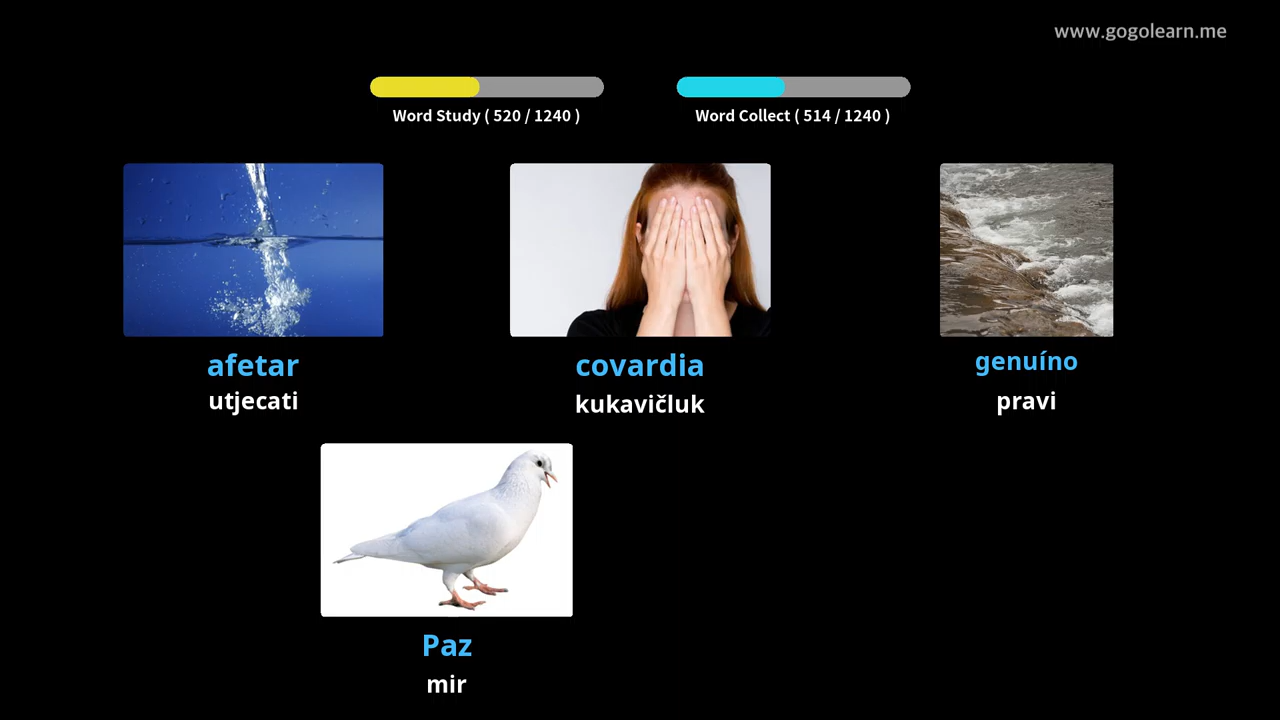 www.gogolearn.me
Word Study ( 520 / 1240 )
Word Collect ( 514 / 1240 )
afetar
utjecati
covardia
kukavičluk
genuíno
pravi
Paz
mir